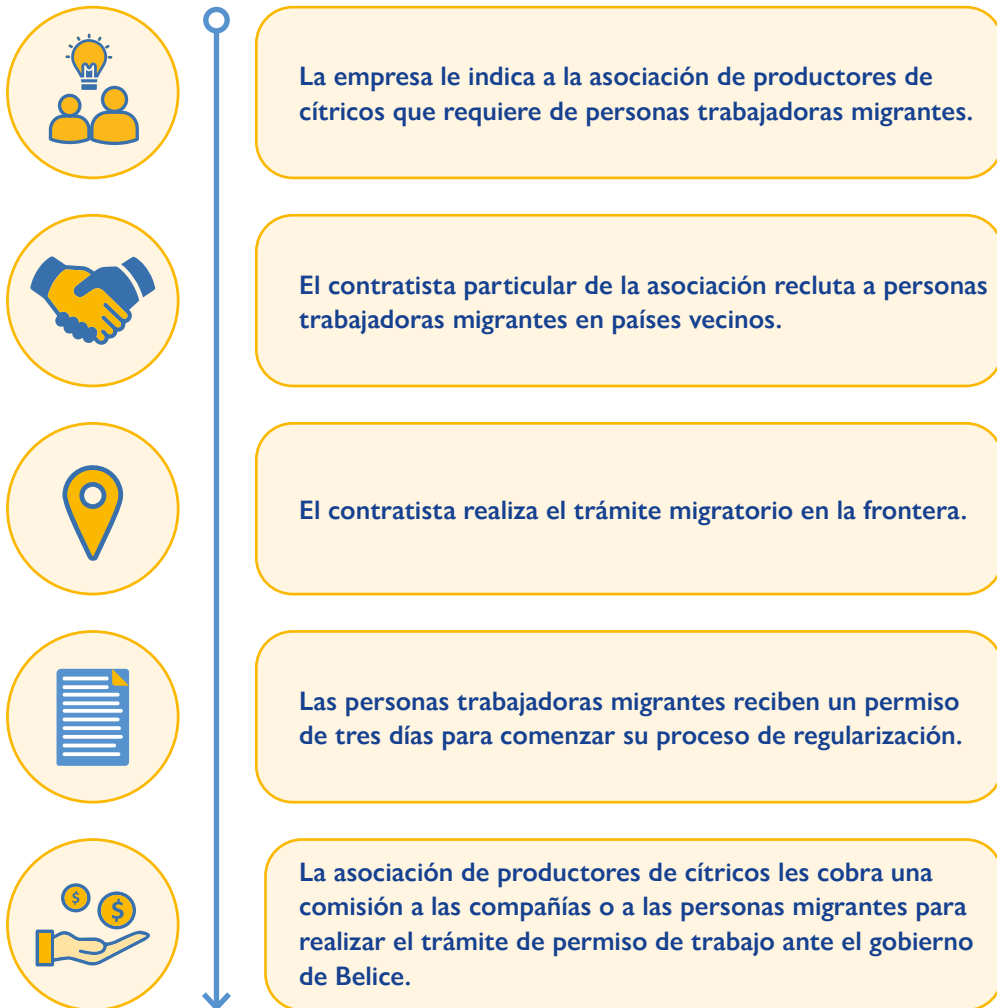 La empresa le indica a la asociación de productores de
cítricos que requiere de personas trabajadoras migrantes.
El contratista particular de la asociación recluta a personas
trabajadoras migrantes en países vecinos.
El contratista realiza el trámite migratorio en la frontera.
Las personas trabajadoras migrantes reciben un permiso
de tres días para comenzar su proceso de regularización.
$ $
La asociación de productores de cítricos les cobra una
comisión a las compañías o a las personas migrantes para
realizar el trámite de permiso de trabajo ante el gobierno
de Belice.